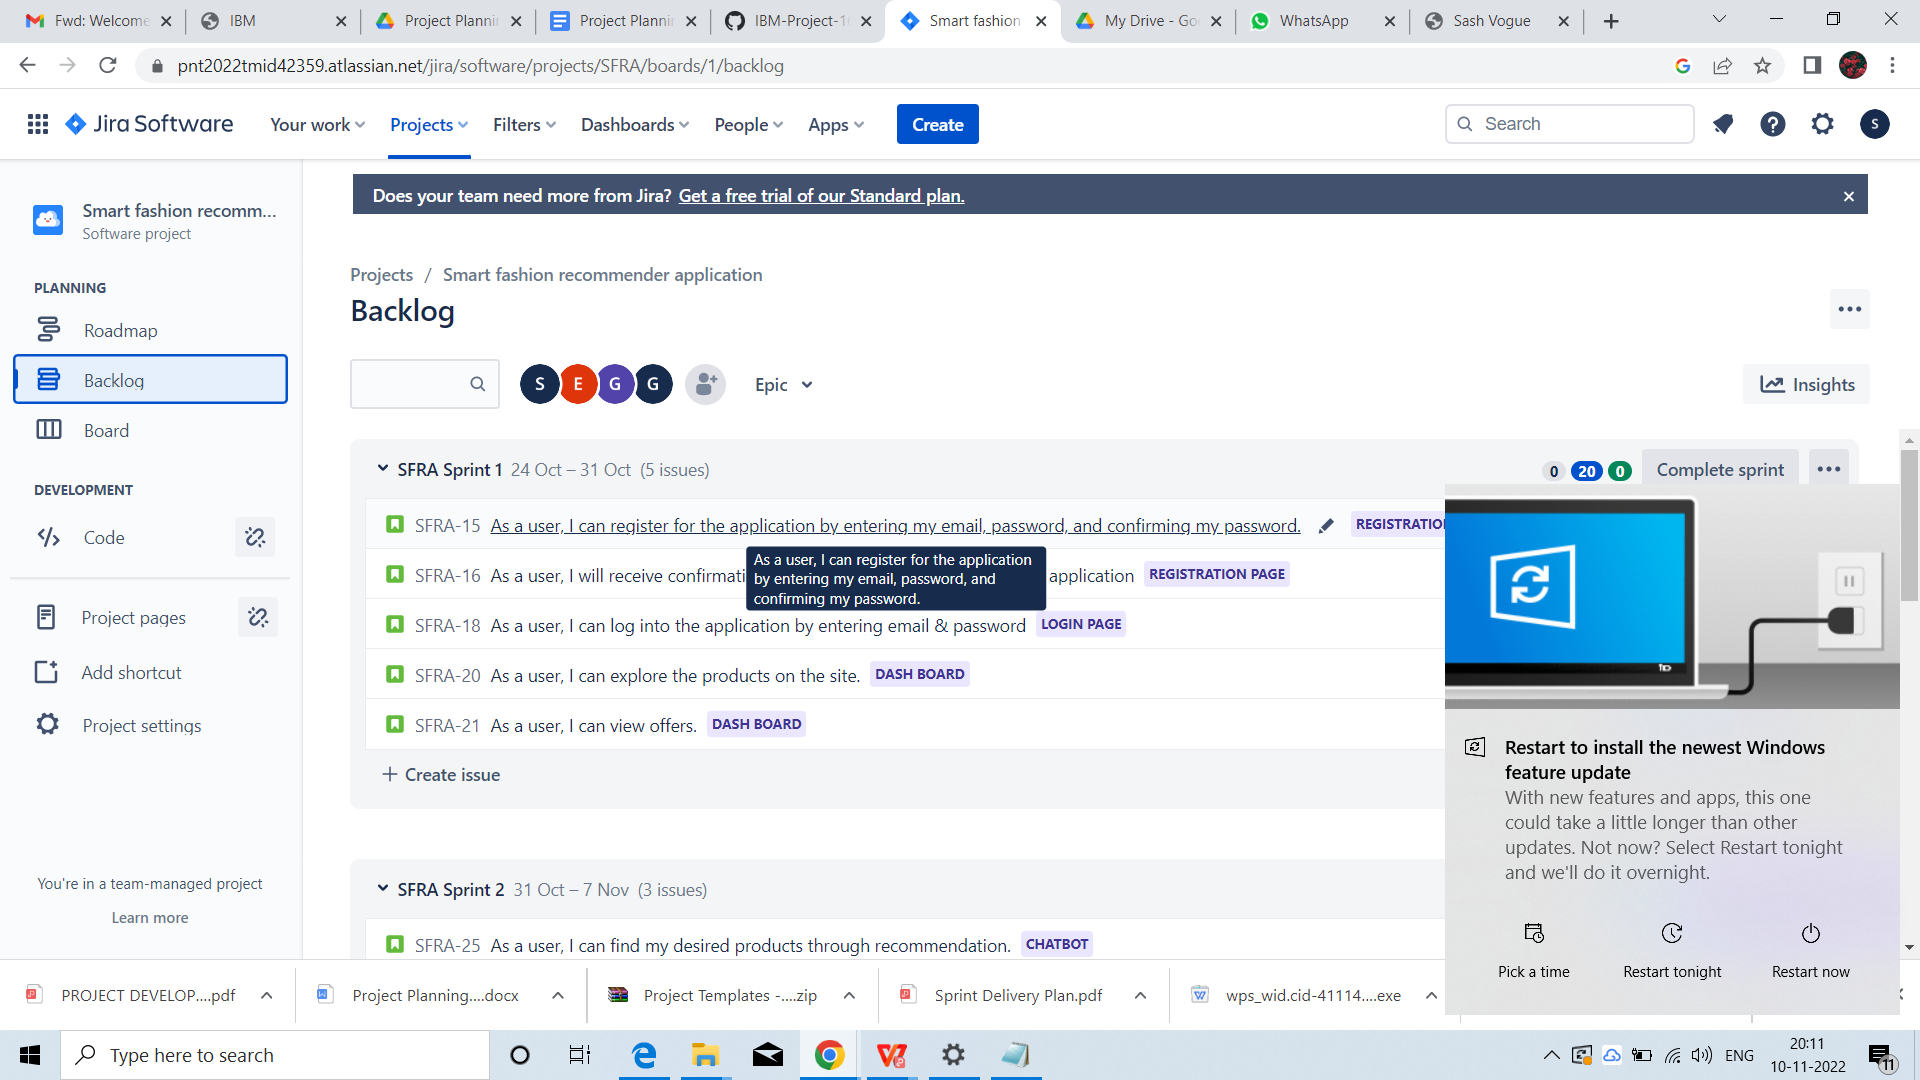 Fwd: Welcome
IBM
Project Planni
Project Planni
IBM-Project-1
Smart fashion
My Drive - Go
WhatsApp
Sash Vogue
pnt2022tmid42359.atlassian.net/jira/software/projects/SFRA/boards/1/backlog
Jira Software
Your work
Projects
Filters
Dashboards
People
Apps
Create
Search
S
Does your team need more from Jira? Get a free trial of our Standard plan.
Smart fashion recomm...
Software project
PLANNING
Roadmap
Backlog
Board
DEVELOPMENT
Code
Project pages
Add shortcut
Project settings
You're in a team-managed project
Learn more
Projects / Smart fashion recommender application
Backlog
S E G G
Epic
Insights
SFRA Sprint 1 24 Oct – 31 Oct (5 issues)
0 20 0 Complete sprint
SFRA-15 As a user, I can register for the application by entering my email, password, and confirming my password. REGISTRATION
As a user, I can register for the application
by entering my email, password, and
confirming my password.
SFRA-16 As a user, I will receive confirmati application REGISTRATION PAGE
SFRA-18 As a user, I can log into the application by entering email & password LOGIN PAGE
SFRA-20 As a user, I can explore the products on the site. DASH BOARD
SFRA-21 As a user, I can view offers. DASH BOARD
+ Create issue
SFRA Sprint 2 31 Oct – 7 Nov (3 issues)
SFRA-25 As a user, I can find my desired products through recommendation. CHATBOT
Restart to install the newest Windows
feature update
With new features and apps, this one
could take a little longer than other
updates. Not now? Select Restart tonight
and we'll do it overnight.
Pick a time
Restart tonight
Restart now
PROJECT DEVELOP....pdf
Project Planning....docx
Project Templates -....zip
Sprint Delivery Plan.pdf
wps_wid.cid-41114....exe
Type here to search
ENG
20:11
10-11-2022
11